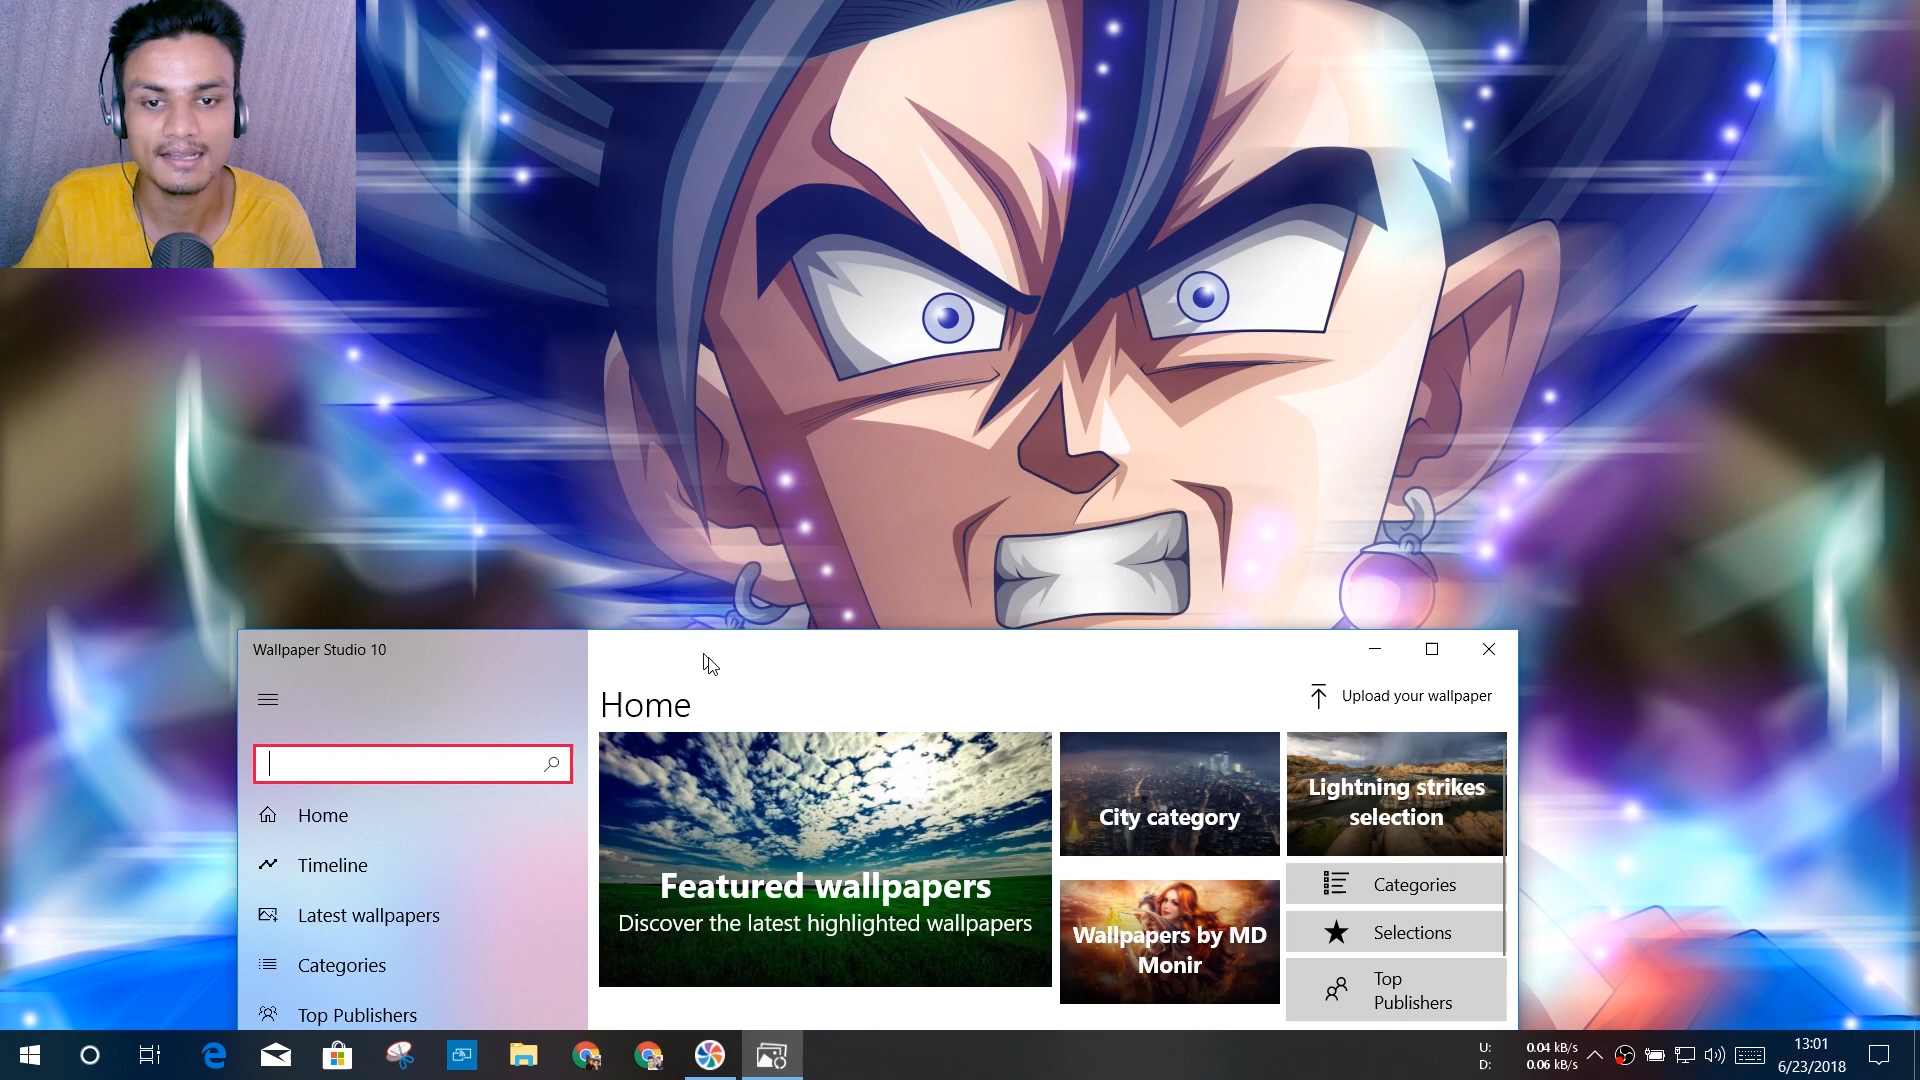 Wallpaper Studio 10
Home
Upload your wallpaper
Home
Timeline
Latest wallpapers
Categories
Top Publishers
Featured wallpapers
Discover the latest highlighted wallpapers
City category
Wallpapers by MD
Monir
Lightning strikes
selection
Categories
Selections
Top
Publishers
U: 0.04 kB/s
D: 0.06 kB/s
13:01
6/23/2018